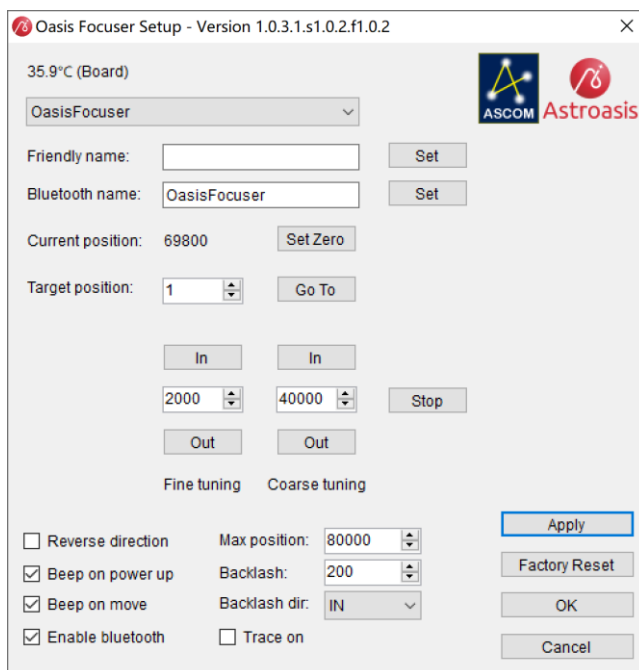 Oasis Focuser Setup - Version 1.0.3.1.s1.0.2.f1.0.2
35.9°C (Board)
ASCOM
Astroasis
OasisFocuser
Friendly name:
Set
Bluetooth name:
OasisFocuser
Set
Current position:
69800
Set Zero
Target position:
1
Go To
In
In
2000
40000
Stop
Out
Out
Fine tuning
Coarse tuning
Reverse direction
Max position:
80000
Apply
Beep on power up
Backlash:
200
Factory Reset
Beep on move
Backlash dir:
IN
OK
Enable bluetooth
Trace on
Cancel